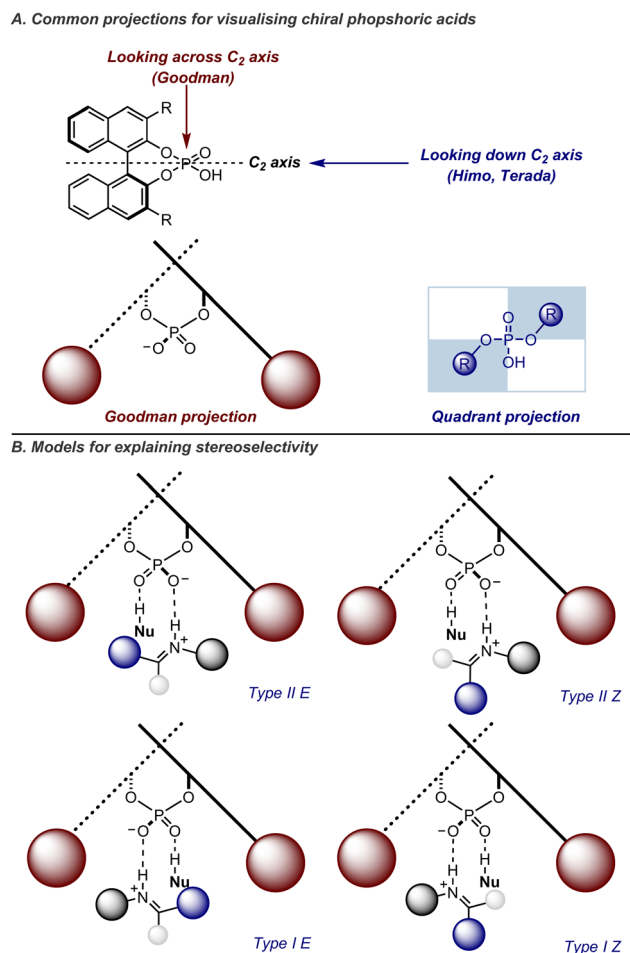 A. Common projections for visualising chiral phopshoric acids
Looking across C2 axis
(Goodman)
R
O
P
O
O
OH
R
C2 axis
Looking down C2 axis
(Himo, Terada)
O
O
P
−O
O
Goodman projection
R
O
O
P
O
R
OH
Quadrant projection
B. Models for explaining stereoselectivity
O
O
P
O
O−
H
Nu
H
N+
Type II E
O
O
P
O
O−
H
Nu
H
N+
Type II Z
O
O
P
−O
O
H
H
+N
Nu
Type I E
O
O
P
−O
O
H
H
+N
Nu
Type I Z